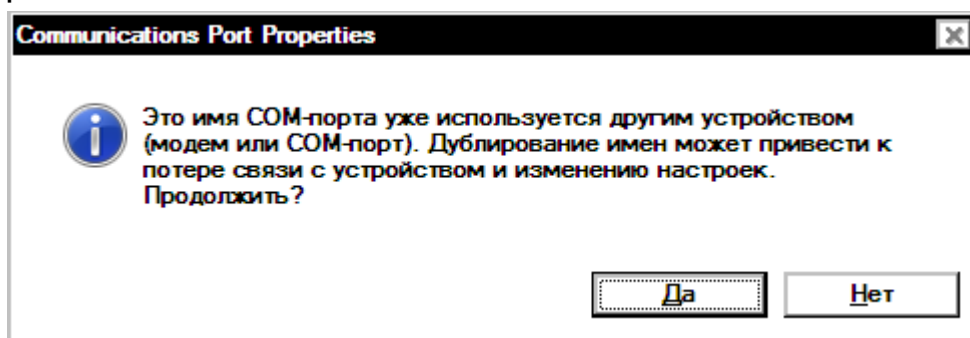 Communications Port Properties
Это имя COM-порта уже используется другим устройством
(модем или COM-порт). Дублирование имен может привести к
потере связи с устройством и изменению настроек.
Продолжить?
Да
Нет